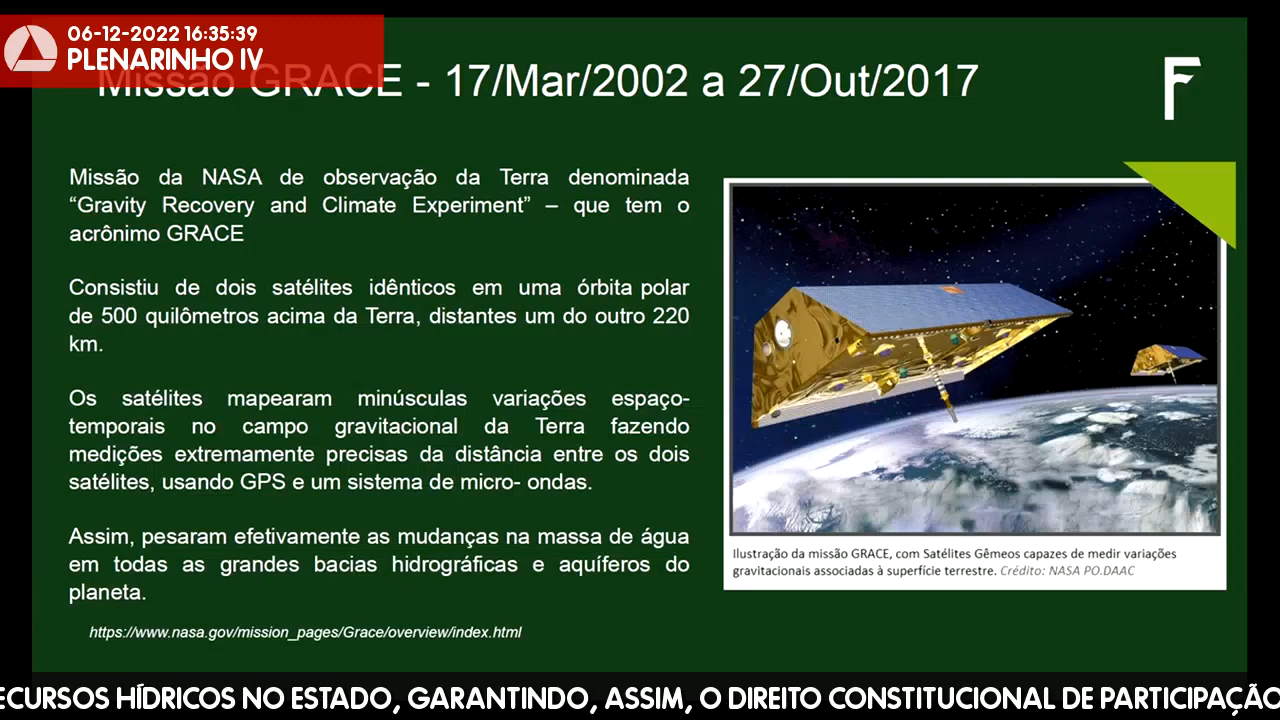 06-12-2022 16:35:39
PLENARINHO IV
Missão GRACE - 17/Mar/2002 a 27/Out/2017
F
Missão da NASA de observação da Terra denominada
“Gravity Recovery and Climate Experiment” – que tem o
acrônimo GRACE
Consistiu de dois satélites idênticos em uma órbita polar
de 500 quilômetros acima da Terra, distantes um do outro 220
km.
Os satélites mapearam minúsculas variações espaço-
temporais no campo gravitacional da Terra fazendo
medições extremamente precisas da distância entre os dois
satélites, usando GPS e um sistema de micro- ondas.
Assim, pesaram efetivamente as mudanças na massa de água
em todas as grandes bacias hidrográficas e aquíferos do
planeta.
https://www.nasa.gov/mission_pages/Grace/overview/index.html
Ilustração da missão GRACE, com Satélites Gêmeos capazes de medir variações
gravitacionais associadas à superfície terrestre. Crédito: NASA PO.DAAC
ECURSOS HÍDRICOS NO ESTADO, GARANTINDO, ASSIM, O DIREITO CONSTITUCIONAL DE PARTICIPAÇÃO